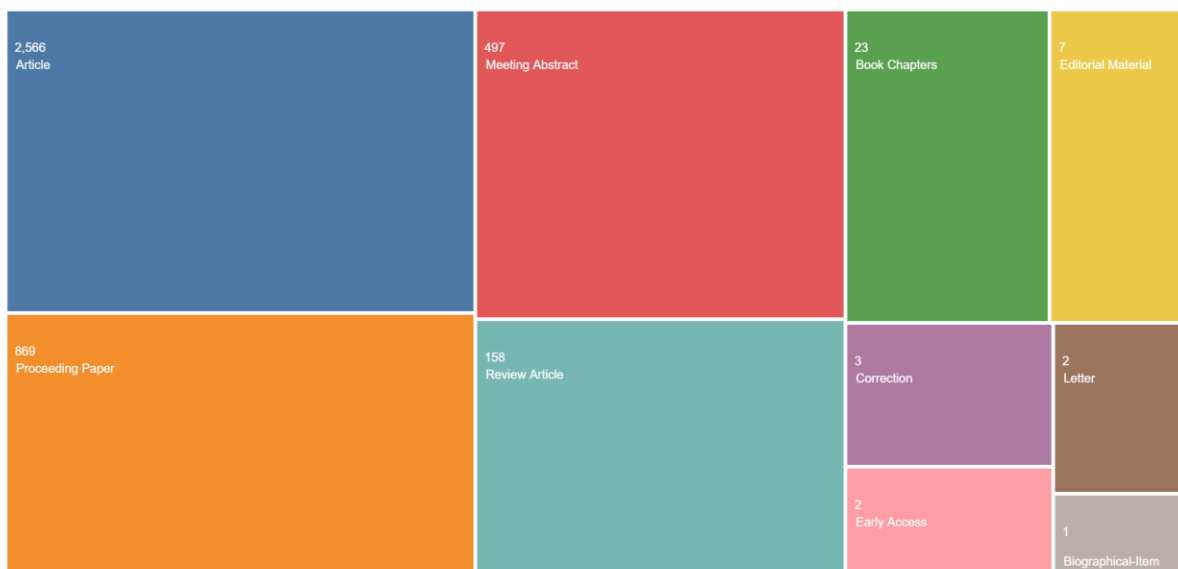 2,566
Article
497
Meeting Abstract
23
Book Chapters
7
Editorial Material
869
Proceeding Paper
158
Review Article
3
Correction
2
Letter
2
Early Access
1
Biographical-Item